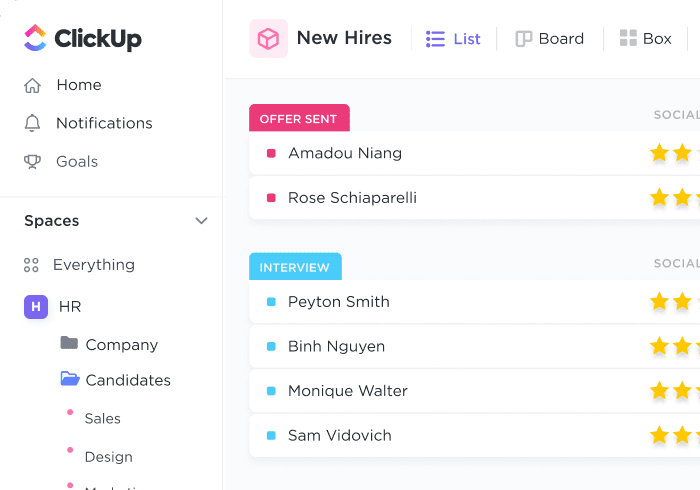 ClickUp
Home
Notifications
Goals
Spaces
Everything
H HR
Company
Candidates
Sales
Design
New Hires
List
Board
Box
OFFER SENT
SOCIAL
Amadou Niang
Rose Schiaparelli
INTERVIEW
SOCIAL
Peyton Smith
Binh Nguyen
Monique Walter
Sam Vidovich